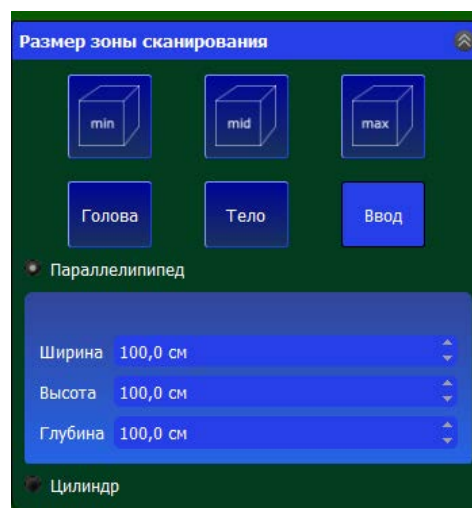 Размер зоны сканирования
min mid max
Голова Тело Ввод
Параллелипипед
Ширина 100,0 см
Высота 100,0 см
Глубина 100,0 см
Цилиндр